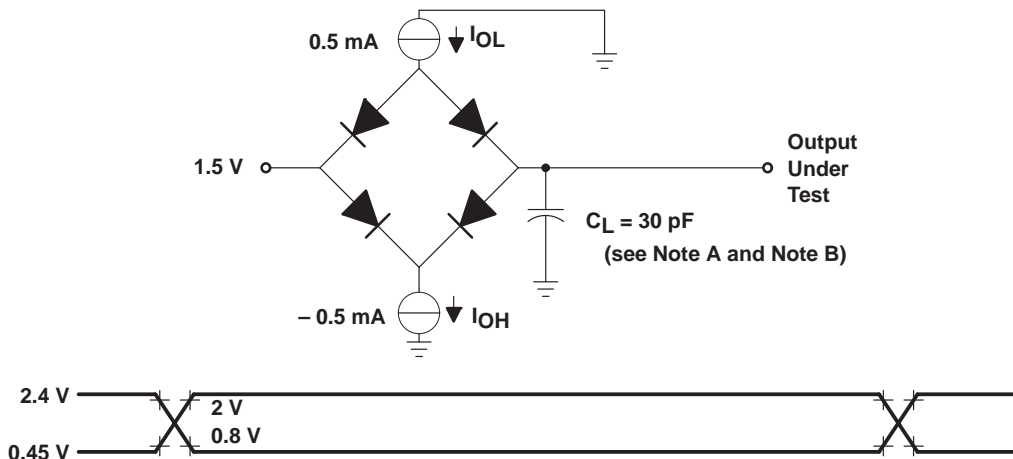 0.5 mA
IOL
1.5 V
Output
Under
Test
CL = 30 pF
(see Note A and Note B)
– 0.5 mA
IOH
2.4 V
2 V
0.8 V
0.45 V